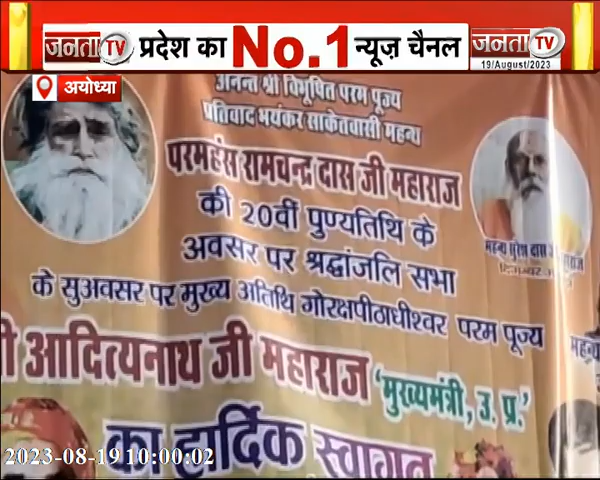 जनता TV प्रदेश का No.1 न्यूज़ चैनल जनता TV
19/August/2023
अयोध्या
अनन्त श्री विभूषित परम पूज्य
प्रतिवाद भयंकर साकेतवासी महन्थ
परमहंस रामचन्द्र दास जी महाराज
की 20वीं पुण्यतिथि के
अवसर पर श्रद्धांजलि सभा
महन्थ सुरेश दास
के सुअवसर पर मुख्य अतिथि गोरक्षपीठाधीश्वर परम पूज्य
आदित्यनाथ जी महाराज 'मुख्यमंत्री, उ. प्र.'
का हार्दिक स्वागत
2023-08-19 10:00:02